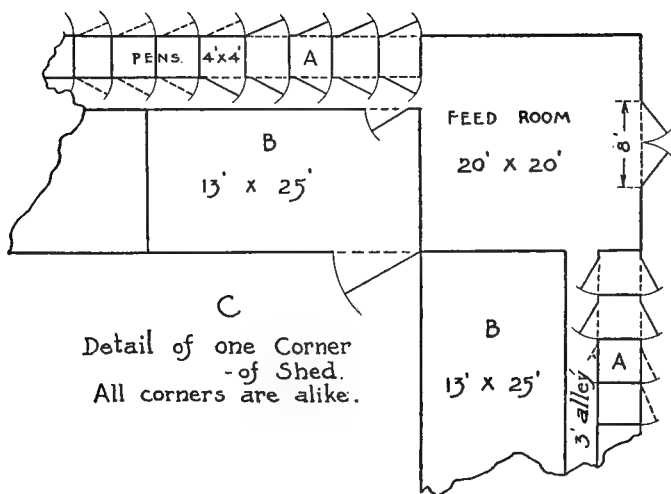 PENS. 4'X4' A
FEED ROOM
20' X 20'
8'
B
13' X 25'
C
Detail of one Corner
- of Shed.
All corners are alike.
B
13' X 25'
3' alley
A